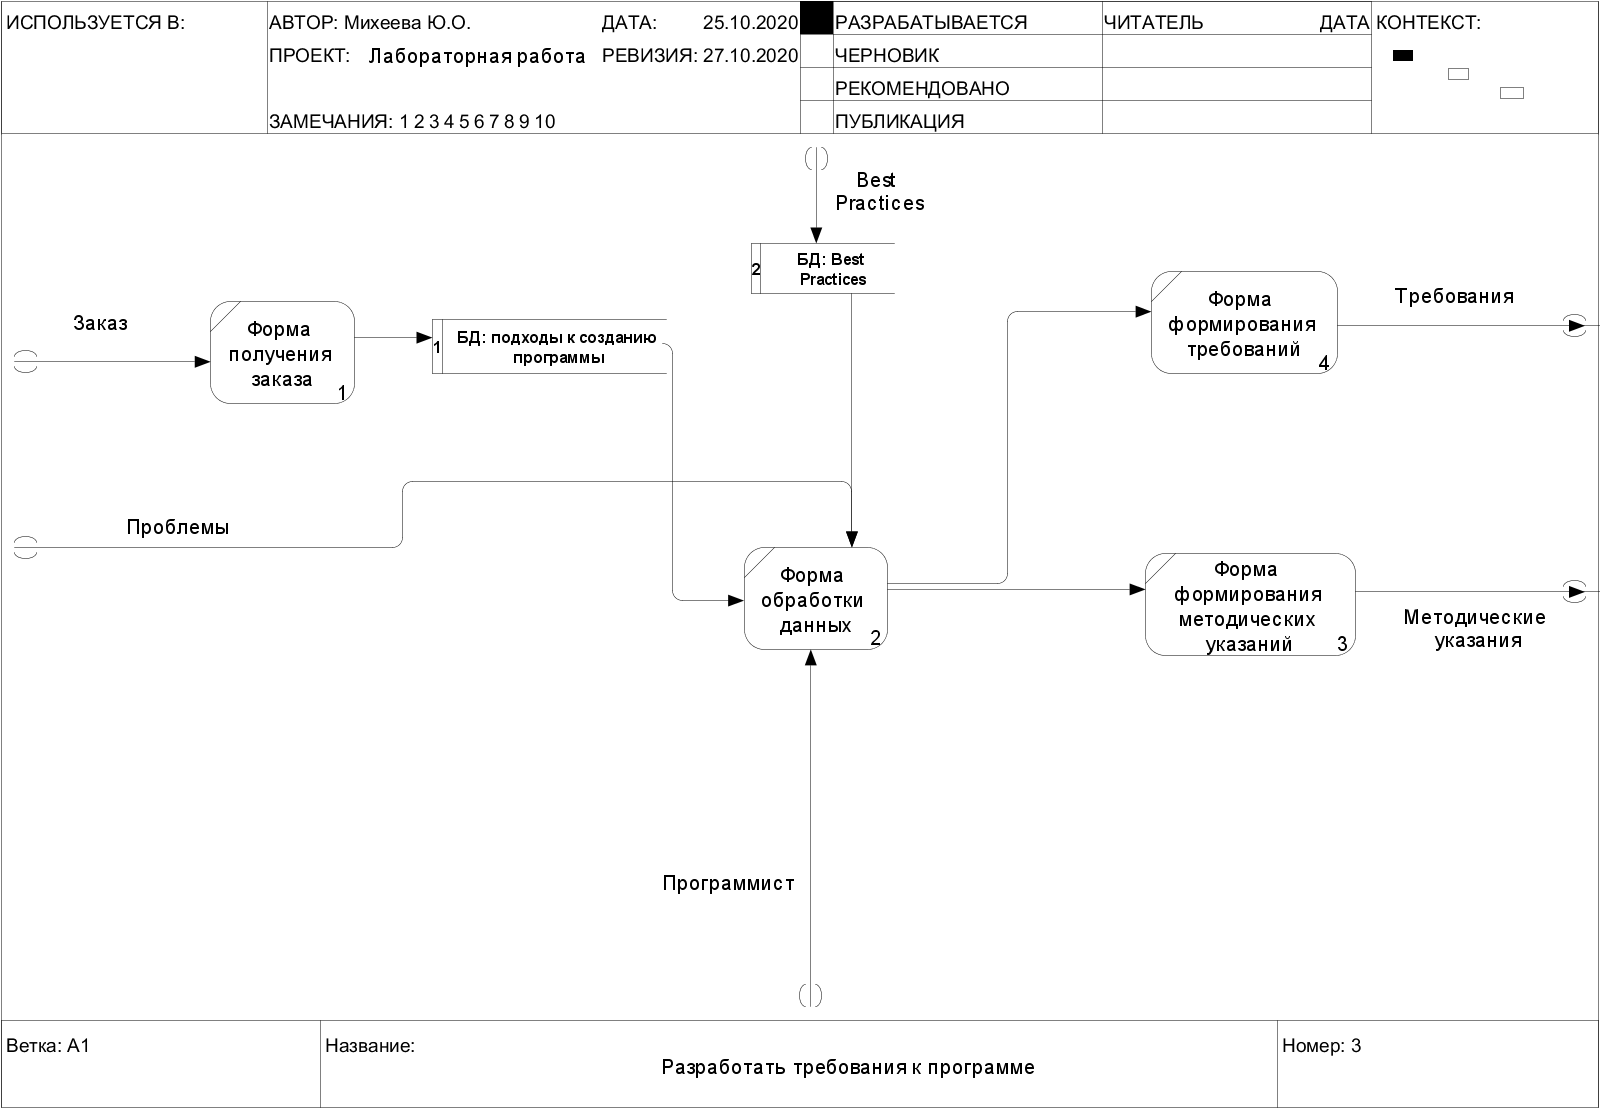 ИСПОЛЬЗУЕТСЯ В:
АВТОР: Михеева Ю.О.
ДАТА: 25.10.2020
РАЗРАБАТЫВАЕТСЯ
ЧИТАТЕЛЬ
ДАТА
КОНТЕКСТ:
ПРОЕКТ: Лабораторная работа
РЕВИЗИЯ: 27.10.2020
ЧЕРНОВИК
РЕКОМЕНДОВАНО
ЗАМЕЧАНИЯ: 1 2 3 4 5 6 7 8 9 10
ПУБЛИКАЦИЯ
Best
Practices
2
БД: Best
Practices
Заказ
Форма
получения
заказа
1
1
БД: подходы к созданию
программы
Форма
формирования
требований
4
Требования
Проблемы
Форма
обработки
данных
2
Форма
формирования
методических
указаний
3
Методические
указания
Программист
Ветка: A1
Название:
Разработать требования к программе
Номер: 3